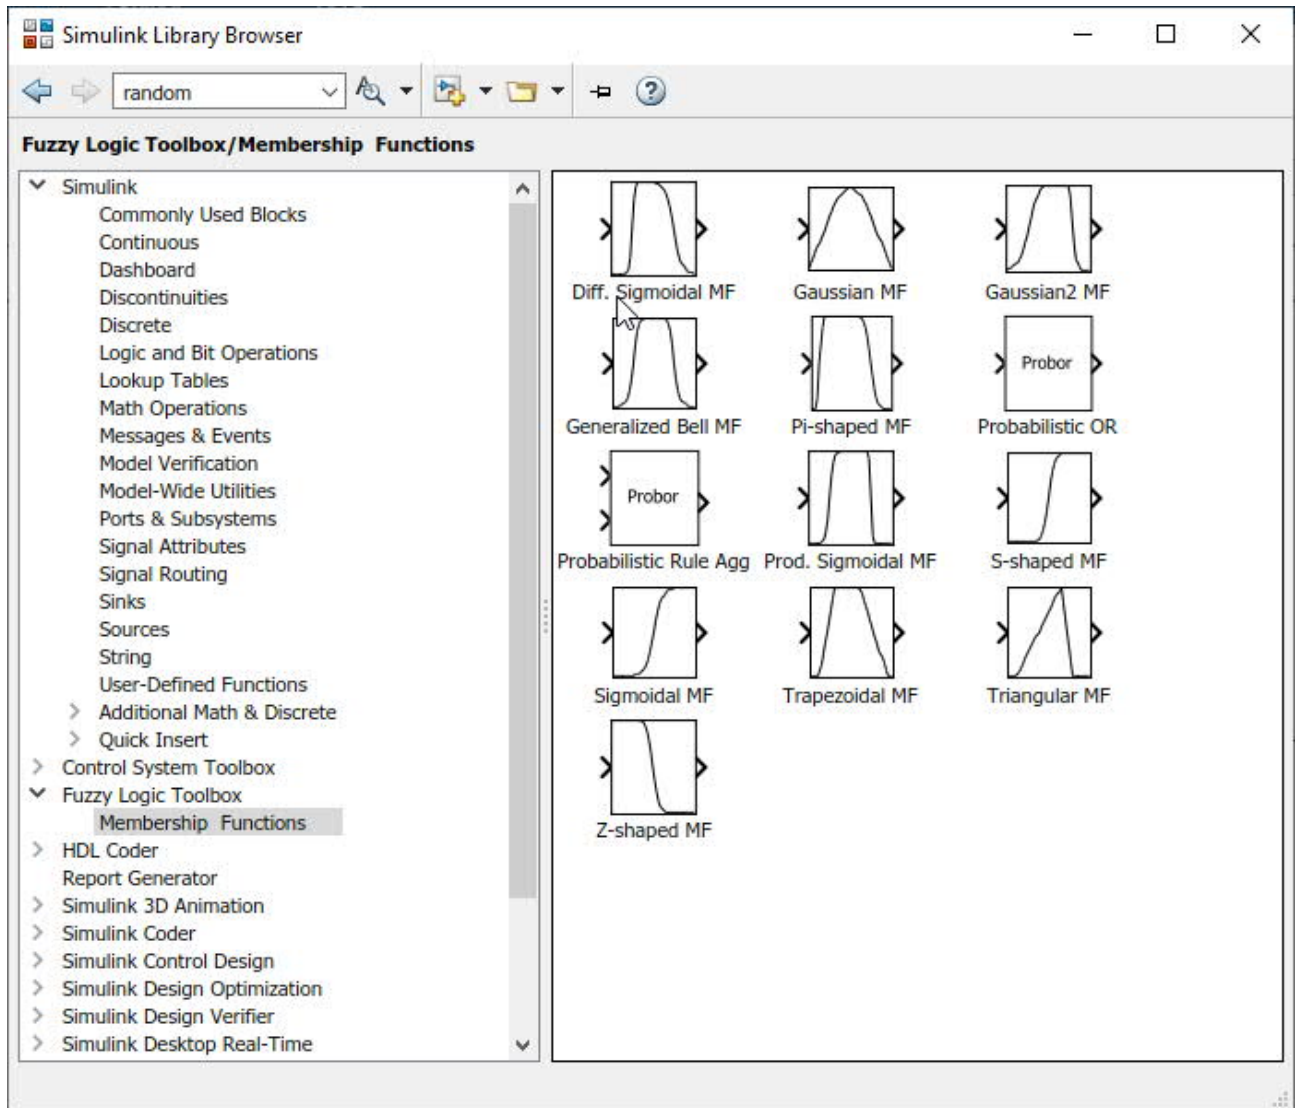 Simulink Library Browser
random
Fuzzy Logic Toolbox/Membership  Functions
Simulink
Commonly Used Blocks
Continuous
Dashboard
Discontinuities
Discrete
Logic and Bit Operations
Lookup Tables
Math Operations
Messages & Events
Model Verification
Model-Wide Utilities
Ports & Subsystems
Signal Attributes
Signal Routing
Sinks
Sources
String
User-Defined Functions
Additional Math & Discrete
Quick Insert
Control System Toolbox
Fuzzy Logic Toolbox
Membership  Functions
HDL Coder
Report Generator
Simulink 3D Animation
Simulink Coder
Simulink Control Design
Simulink Design Optimization
Simulink Design Verifier
Simulink Desktop Real-Time
Diff. Sigmoidal MF
Gaussian MF
Gaussian2 MF
Probor
Generalized Bell MF
Pi-shaped MF
Probabilistic OR
Probor
Probabilistic Rule Agg
Prod. Sigmoidal MF
S-shaped MF
Sigmoidal MF
Trapezoidal MF
Triangular MF
Z-shaped MF